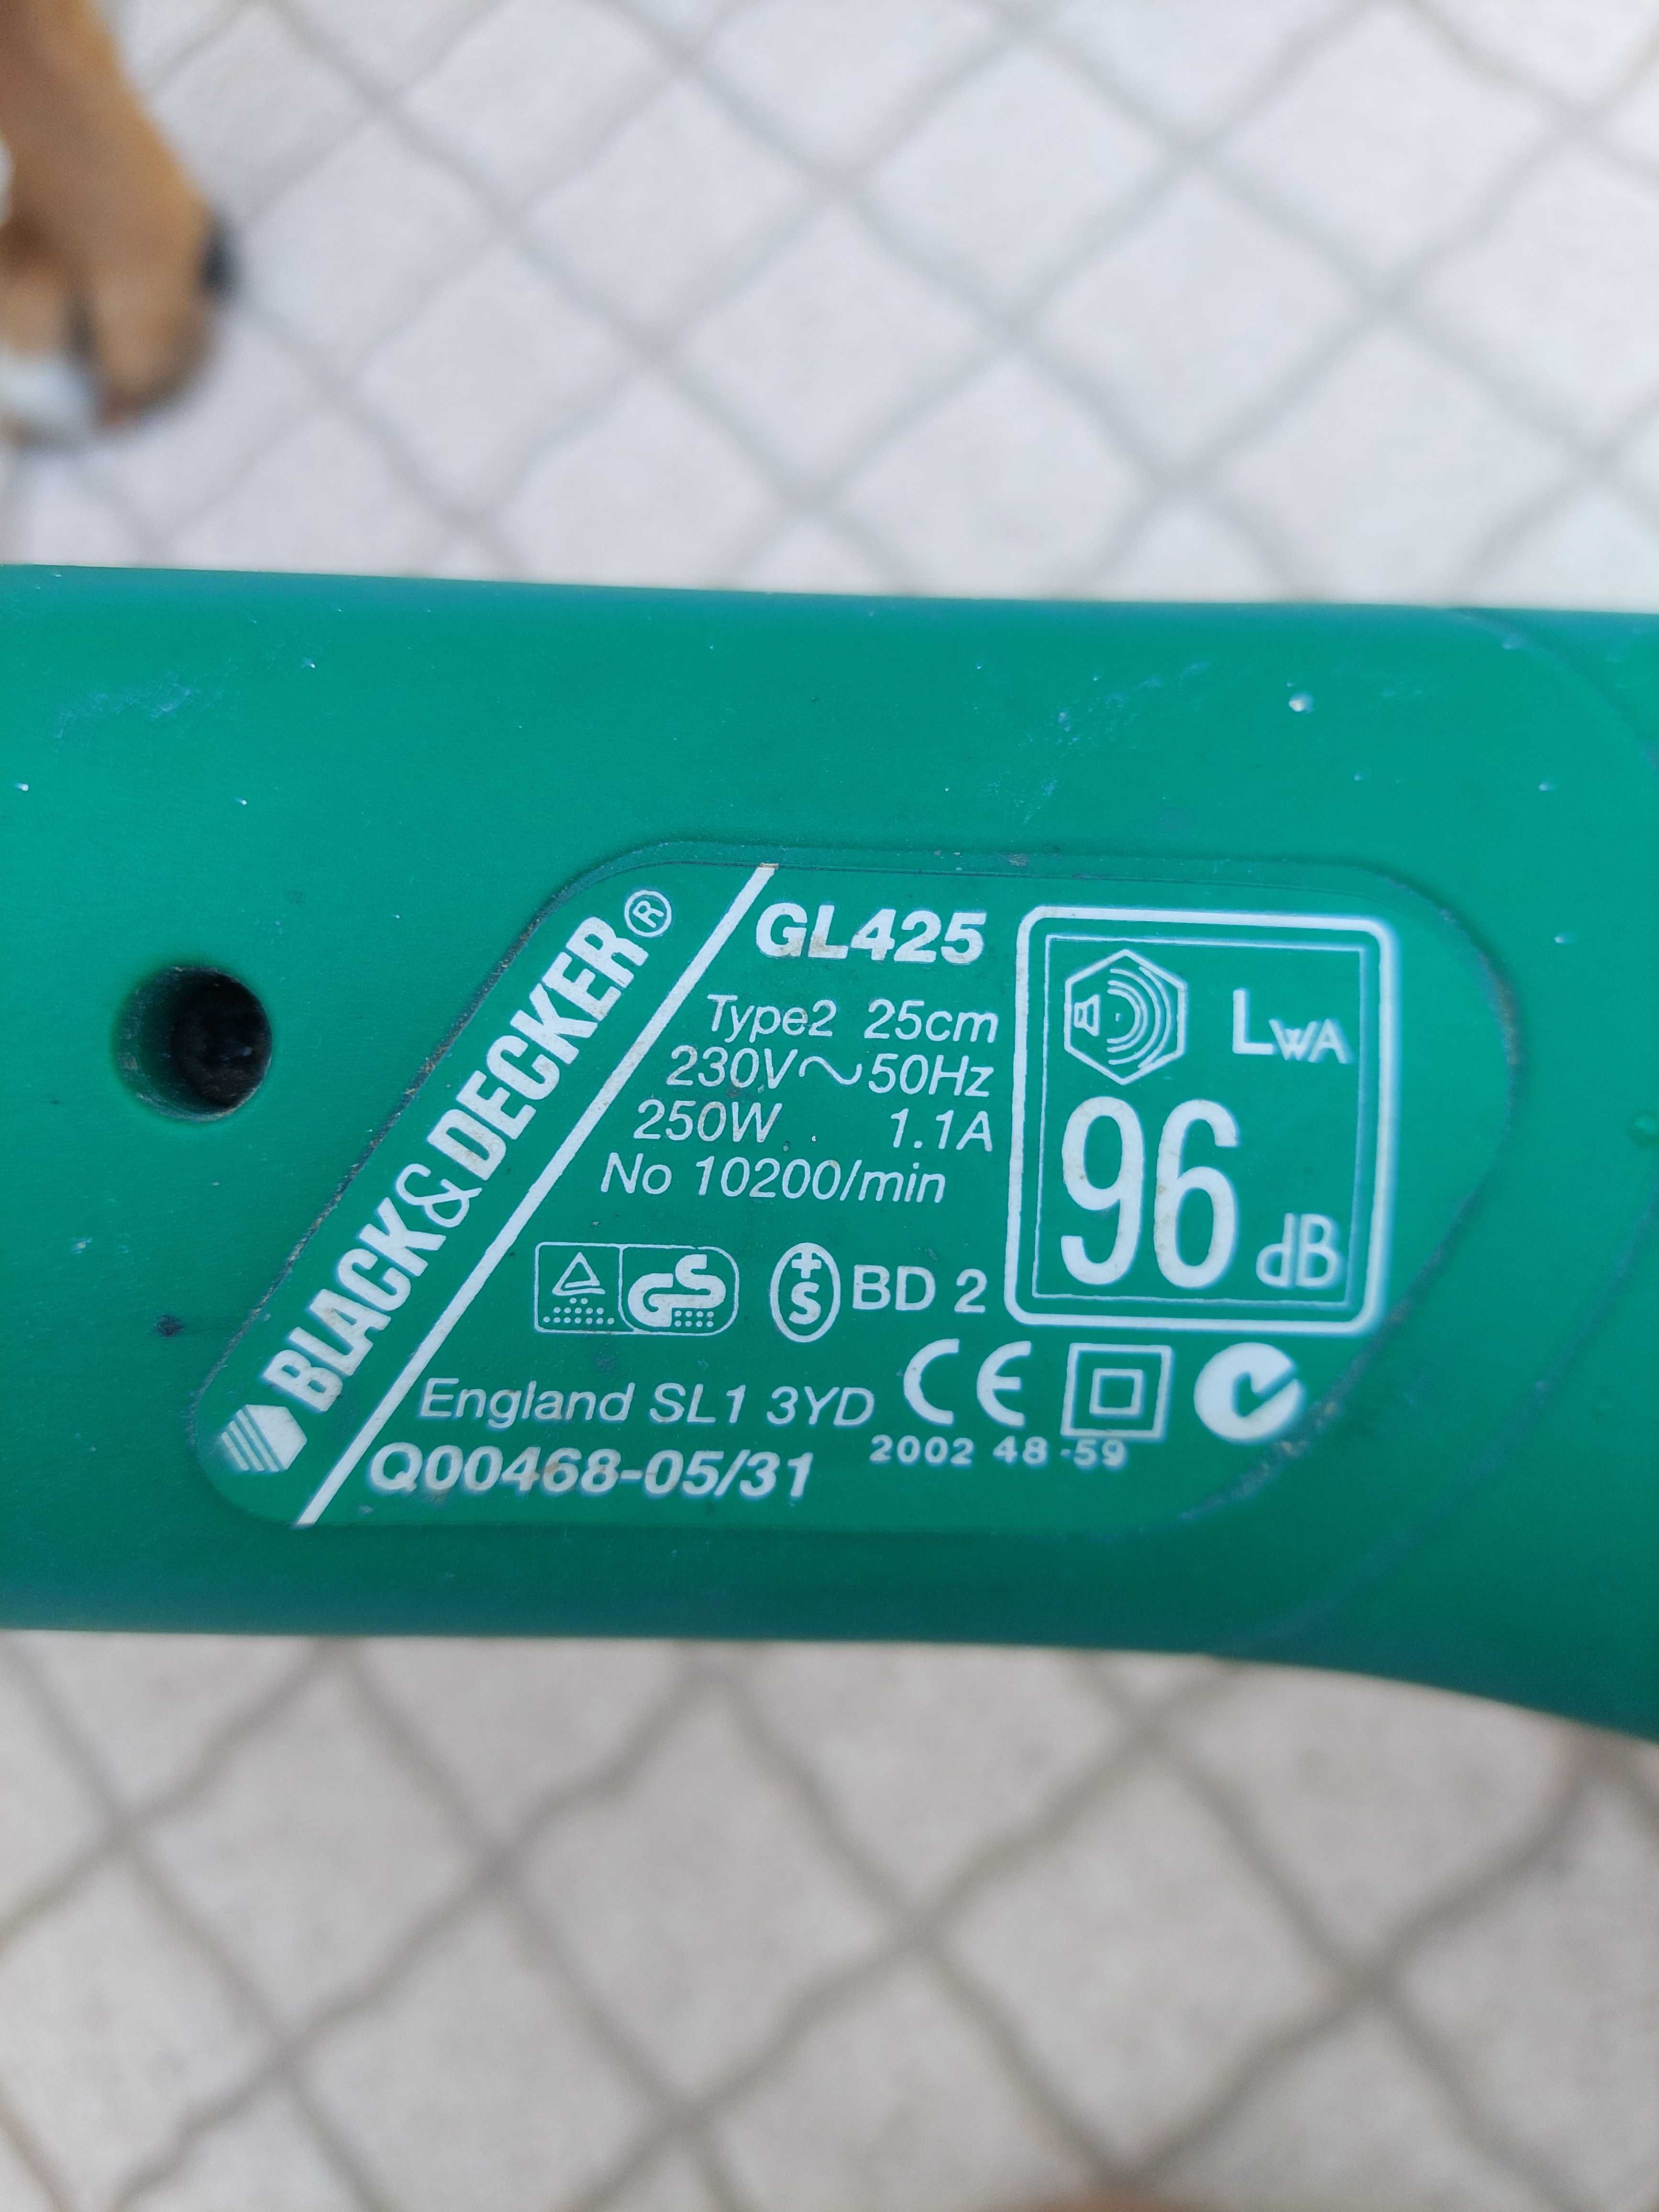 BLACK&DECKER®
GL425
Type2 25cm
230V~50Hz
250W 1.1A
No 10200/min
LWA
96 dB
GS
+S BD 2
England SL1 3YD CE
2002 48-59
Q00468-05/31